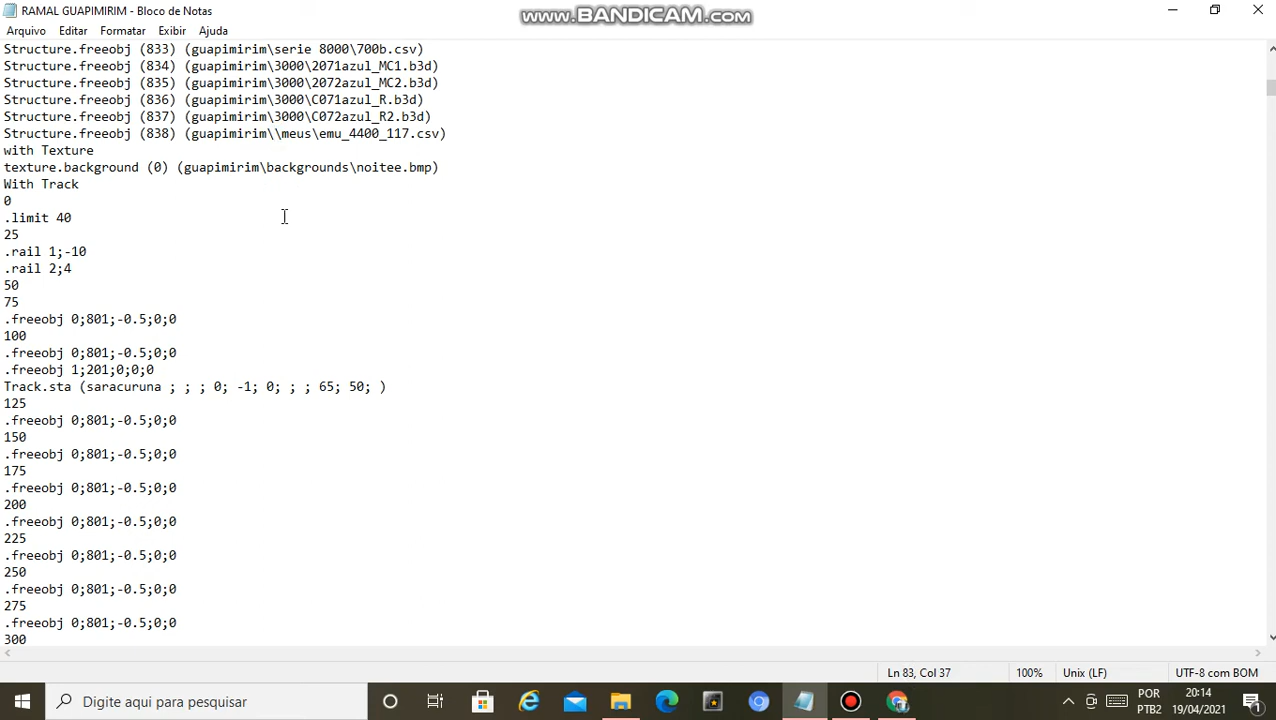 RAMAL GUAPIMIRIM - Bloco de Notas
www.BANDICAM.com
Arquivo Editar Formatar Exibir Ajuda
Structure.freeobj (833) (guapimirim\serie 8000\700b.csv)
Structure.freeobj (834) (guapimirim\3000\2071azul_MC1.b3d)
Structure.freeobj (835) (guapimirim\3000\2072azul_MC2.b3d)
Structure.freeobj (836) (guapimirim\3000\C071azul_R.b3d)
Structure.freeobj (837) (guapimirim\3000\C072azul_R2.b3d)
Structure.freeobj (838) (guapimirim\\meus\emu_4400_117.csv)
with Texture
texture.background (0) (guapimirim\backgrounds\noitee.bmp)
With Track
0
.limit 40
25
.rail 1;-10
.rail 2;4
50
75
.freeobj 0;801;-0.5;0;0
100
.freeobj 0;801;-0.5;0;0
.freeobj 1;201;0;0;0
Track.sta (saracuruna ; ; ; 0; -1; 0; ; ; 65; 50; )
125
.freeobj 0;801;-0.5;0;0
150
.freeobj 0;801;-0.5;0;0
175
.freeobj 0;801;-0.5;0;0
200
.freeobj 0;801;-0.5;0;0
225
.freeobj 0;801;-0.5;0;0
250
.freeobj 0;801;-0.5;0;0
275
.freeobj 0;801;-0.5;0;0
300
Ln 83, Col 37 100% Unix (LF) UTF-8 com BOM
Digite aqui para pesquisar
POR
PTB2
20:14
19/04/2021
1